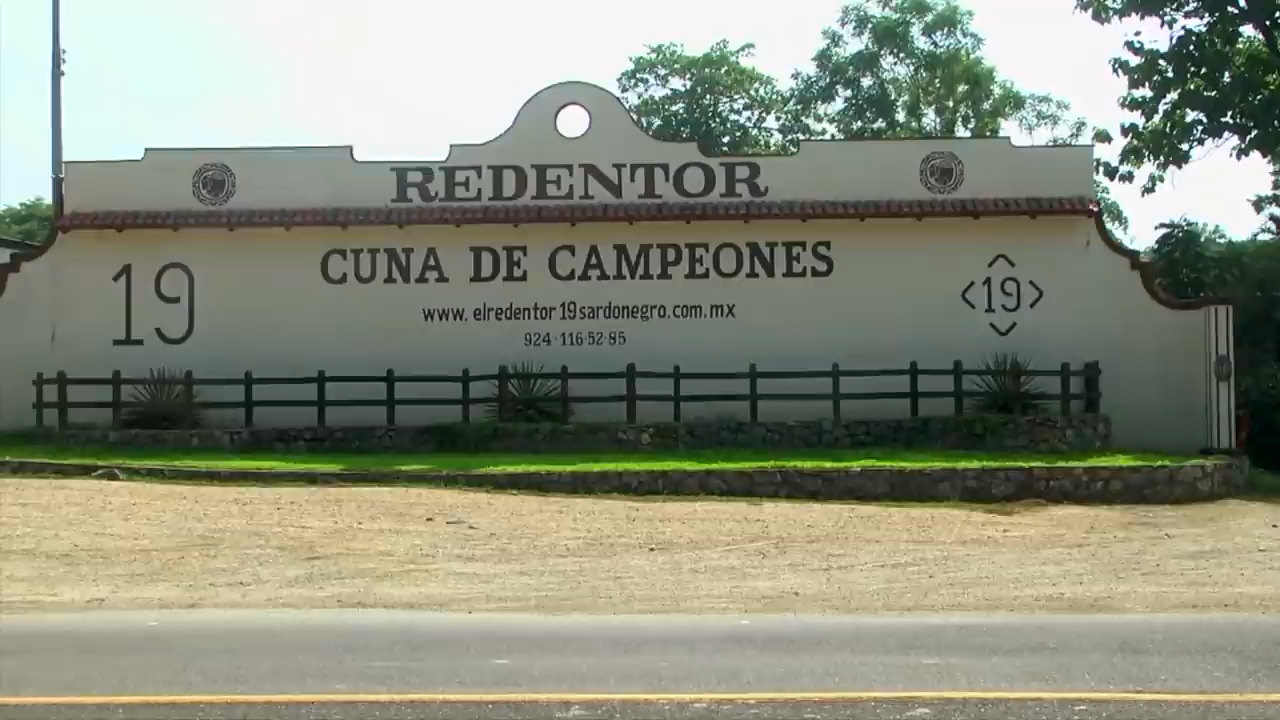 REDENTOR
CUNA DE CAMPEONES
19
<19>
www.elredentor19sardonegro.com.mx
924·116·52·85